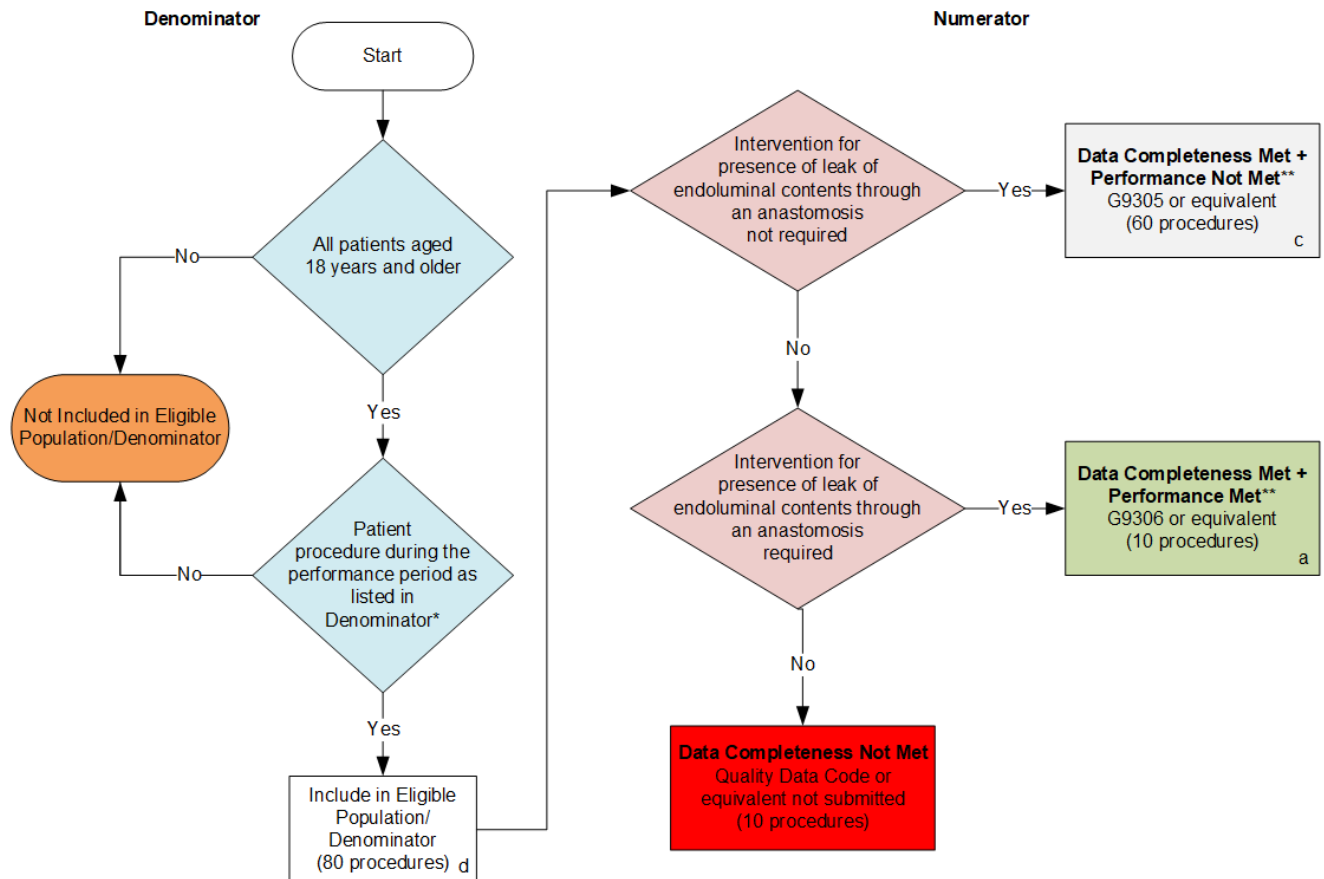 Denominator
Numerator
Start
All patients aged
18 years and older
No
Yes
Not Included in Eligible
Population/Denominator
Patient
procedure during the
performance period as
listed in
Denominator*
No
Yes
Include in Eligible
Population/
Denominator
(80 procedures)
d
Intervention for
presence of leak of
endoluminal contents through
an anastomosis
not required
Yes
Data Completeness Met +
Performance Not Met**
G9305 or equivalent
(60 procedures)
c
No
Intervention for
presence of leak of
endoluminal contents through
an anastomosis
required
Yes
Data Completeness Met +
Performance Met**
G9306 or equivalent
(10 procedures)
a
No
Data Completeness Not Met
Quality Data Code or
equivalent not submitted
(10 procedures)